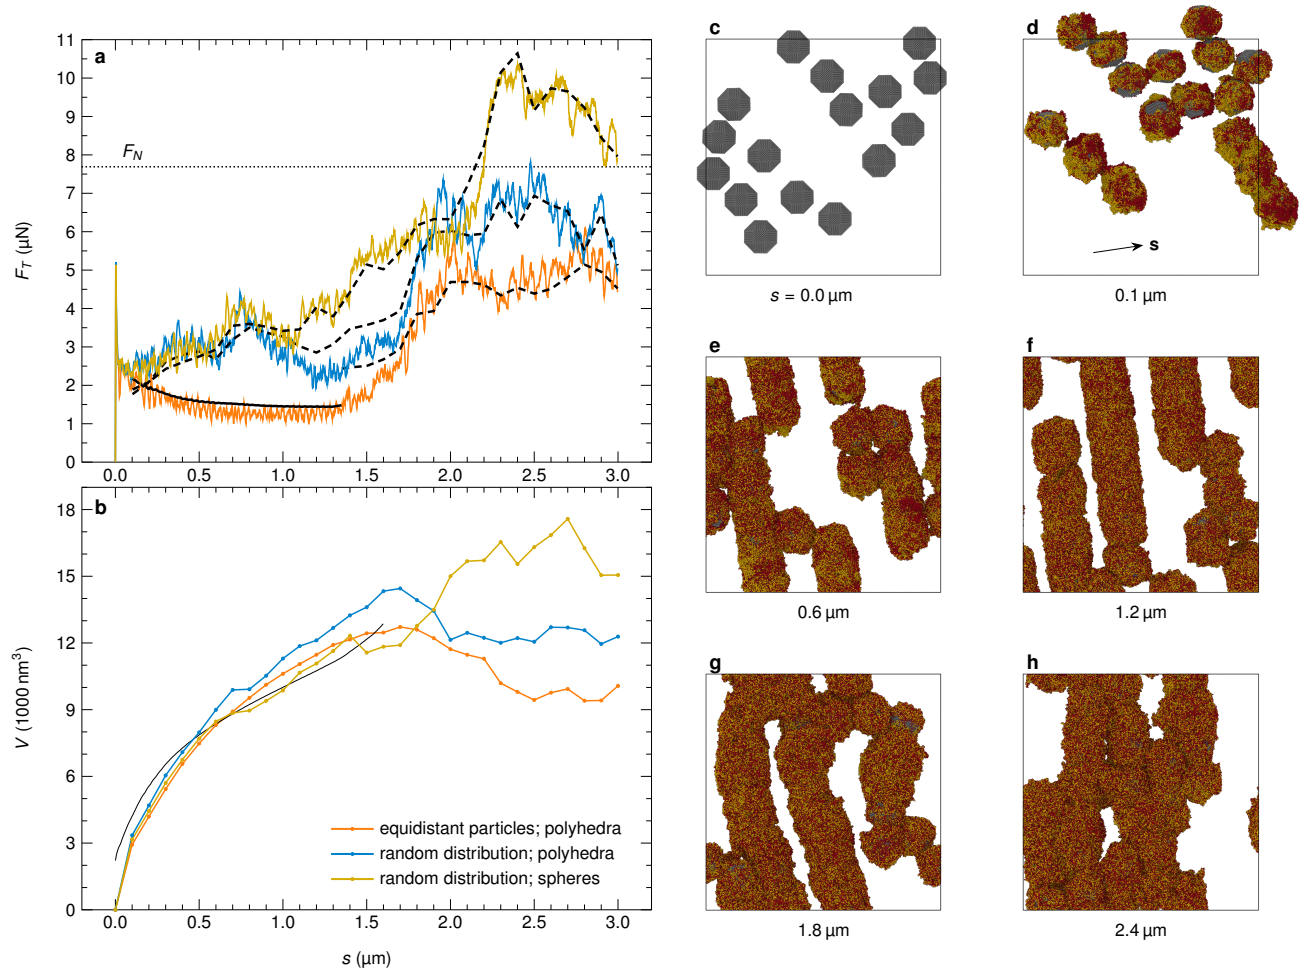 a
11
10
9
8
7
6
5
4
3
2
1
0
F_T (µN)
F_N
0.0 0.5 1.0 1.5 2.0 2.5 3.0
b
18
15
12
9
6
3
0
V (1000 nm³)
equidistant particles; polyhedra
random distribution; polyhedra
random distribution; spheres
0.0 0.5 1.0 1.5 2.0 2.5 3.0
s (µm)
c
s = 0.0 µm
d
s
0.1 µm
e
0.6 µm
f
1.2 µm
g
1.8 µm
h
2.4 µm